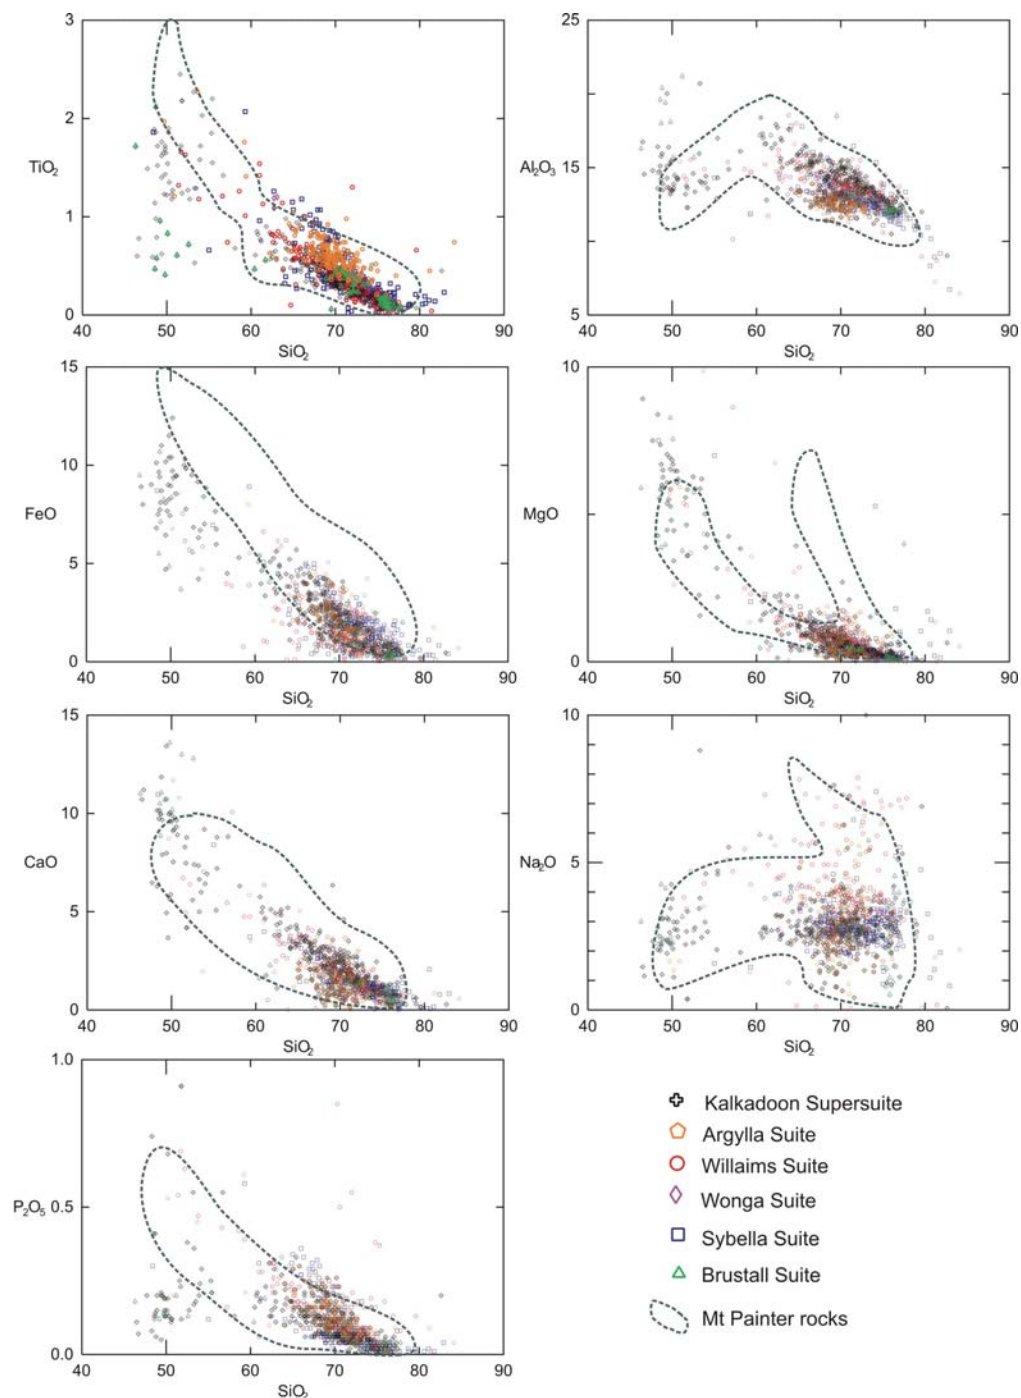 3
2
TiO₂
1
0
40 50 60 70 80 90
SiO₂
25
15
Al₂O₃
5
40 50 60 70 80 90
SiO₂
15
10
FeO
5
0
40 50 60 70 80 90
SiO₂
10
MgO
5
0
40 50 60 70 80 90
SiO₂
15
10
CaO
5
0
40 50 60 70 80 90
SiO₂
10
Na₂O
5
0
40 50 60 70 80 90
SiO₂
1.0
P₂O₅
0.5
0.0
40 50 60 70 80 90
SiO₂
Kalkadoon Supersuite
Argylla Suite
Willaims Suite
Wonga Suite
Sybella Suite
Brustall Suite
Mt Painter rocks